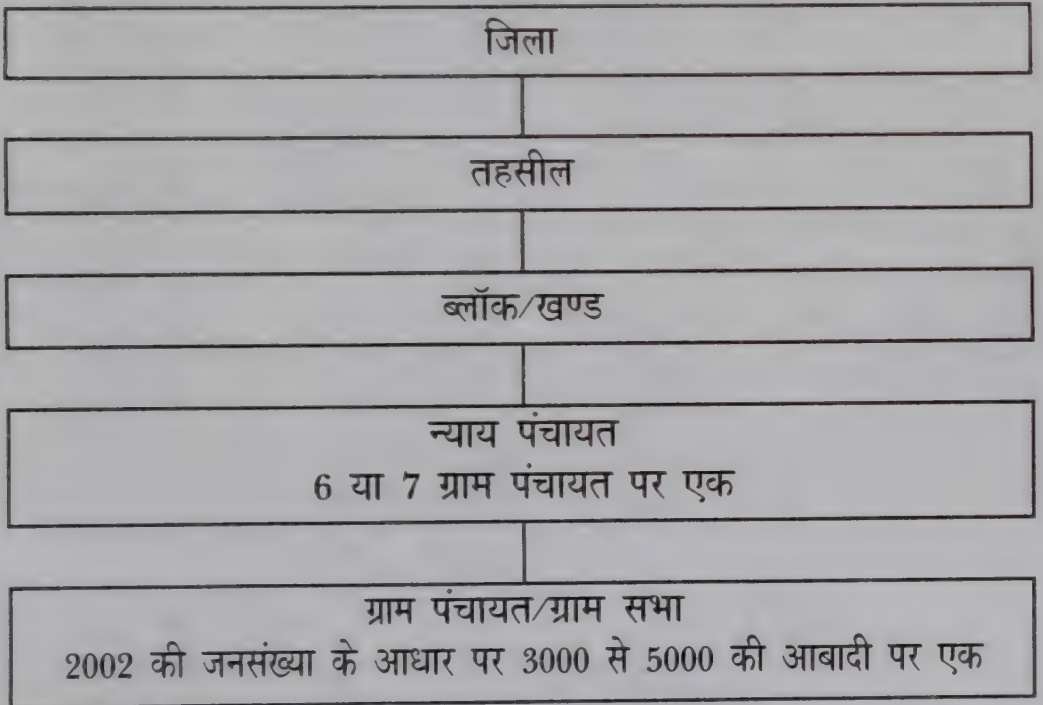 जिला
तहसील
ब्लॉक/खण्ड
न्याय पंचायत
6 या 7 ग्राम पंचायत पर एक
ग्राम पंचायत/ग्राम सभा
2002 की जनसंख्या के आधार पर 3000 से 5000 की आबादी पर एक